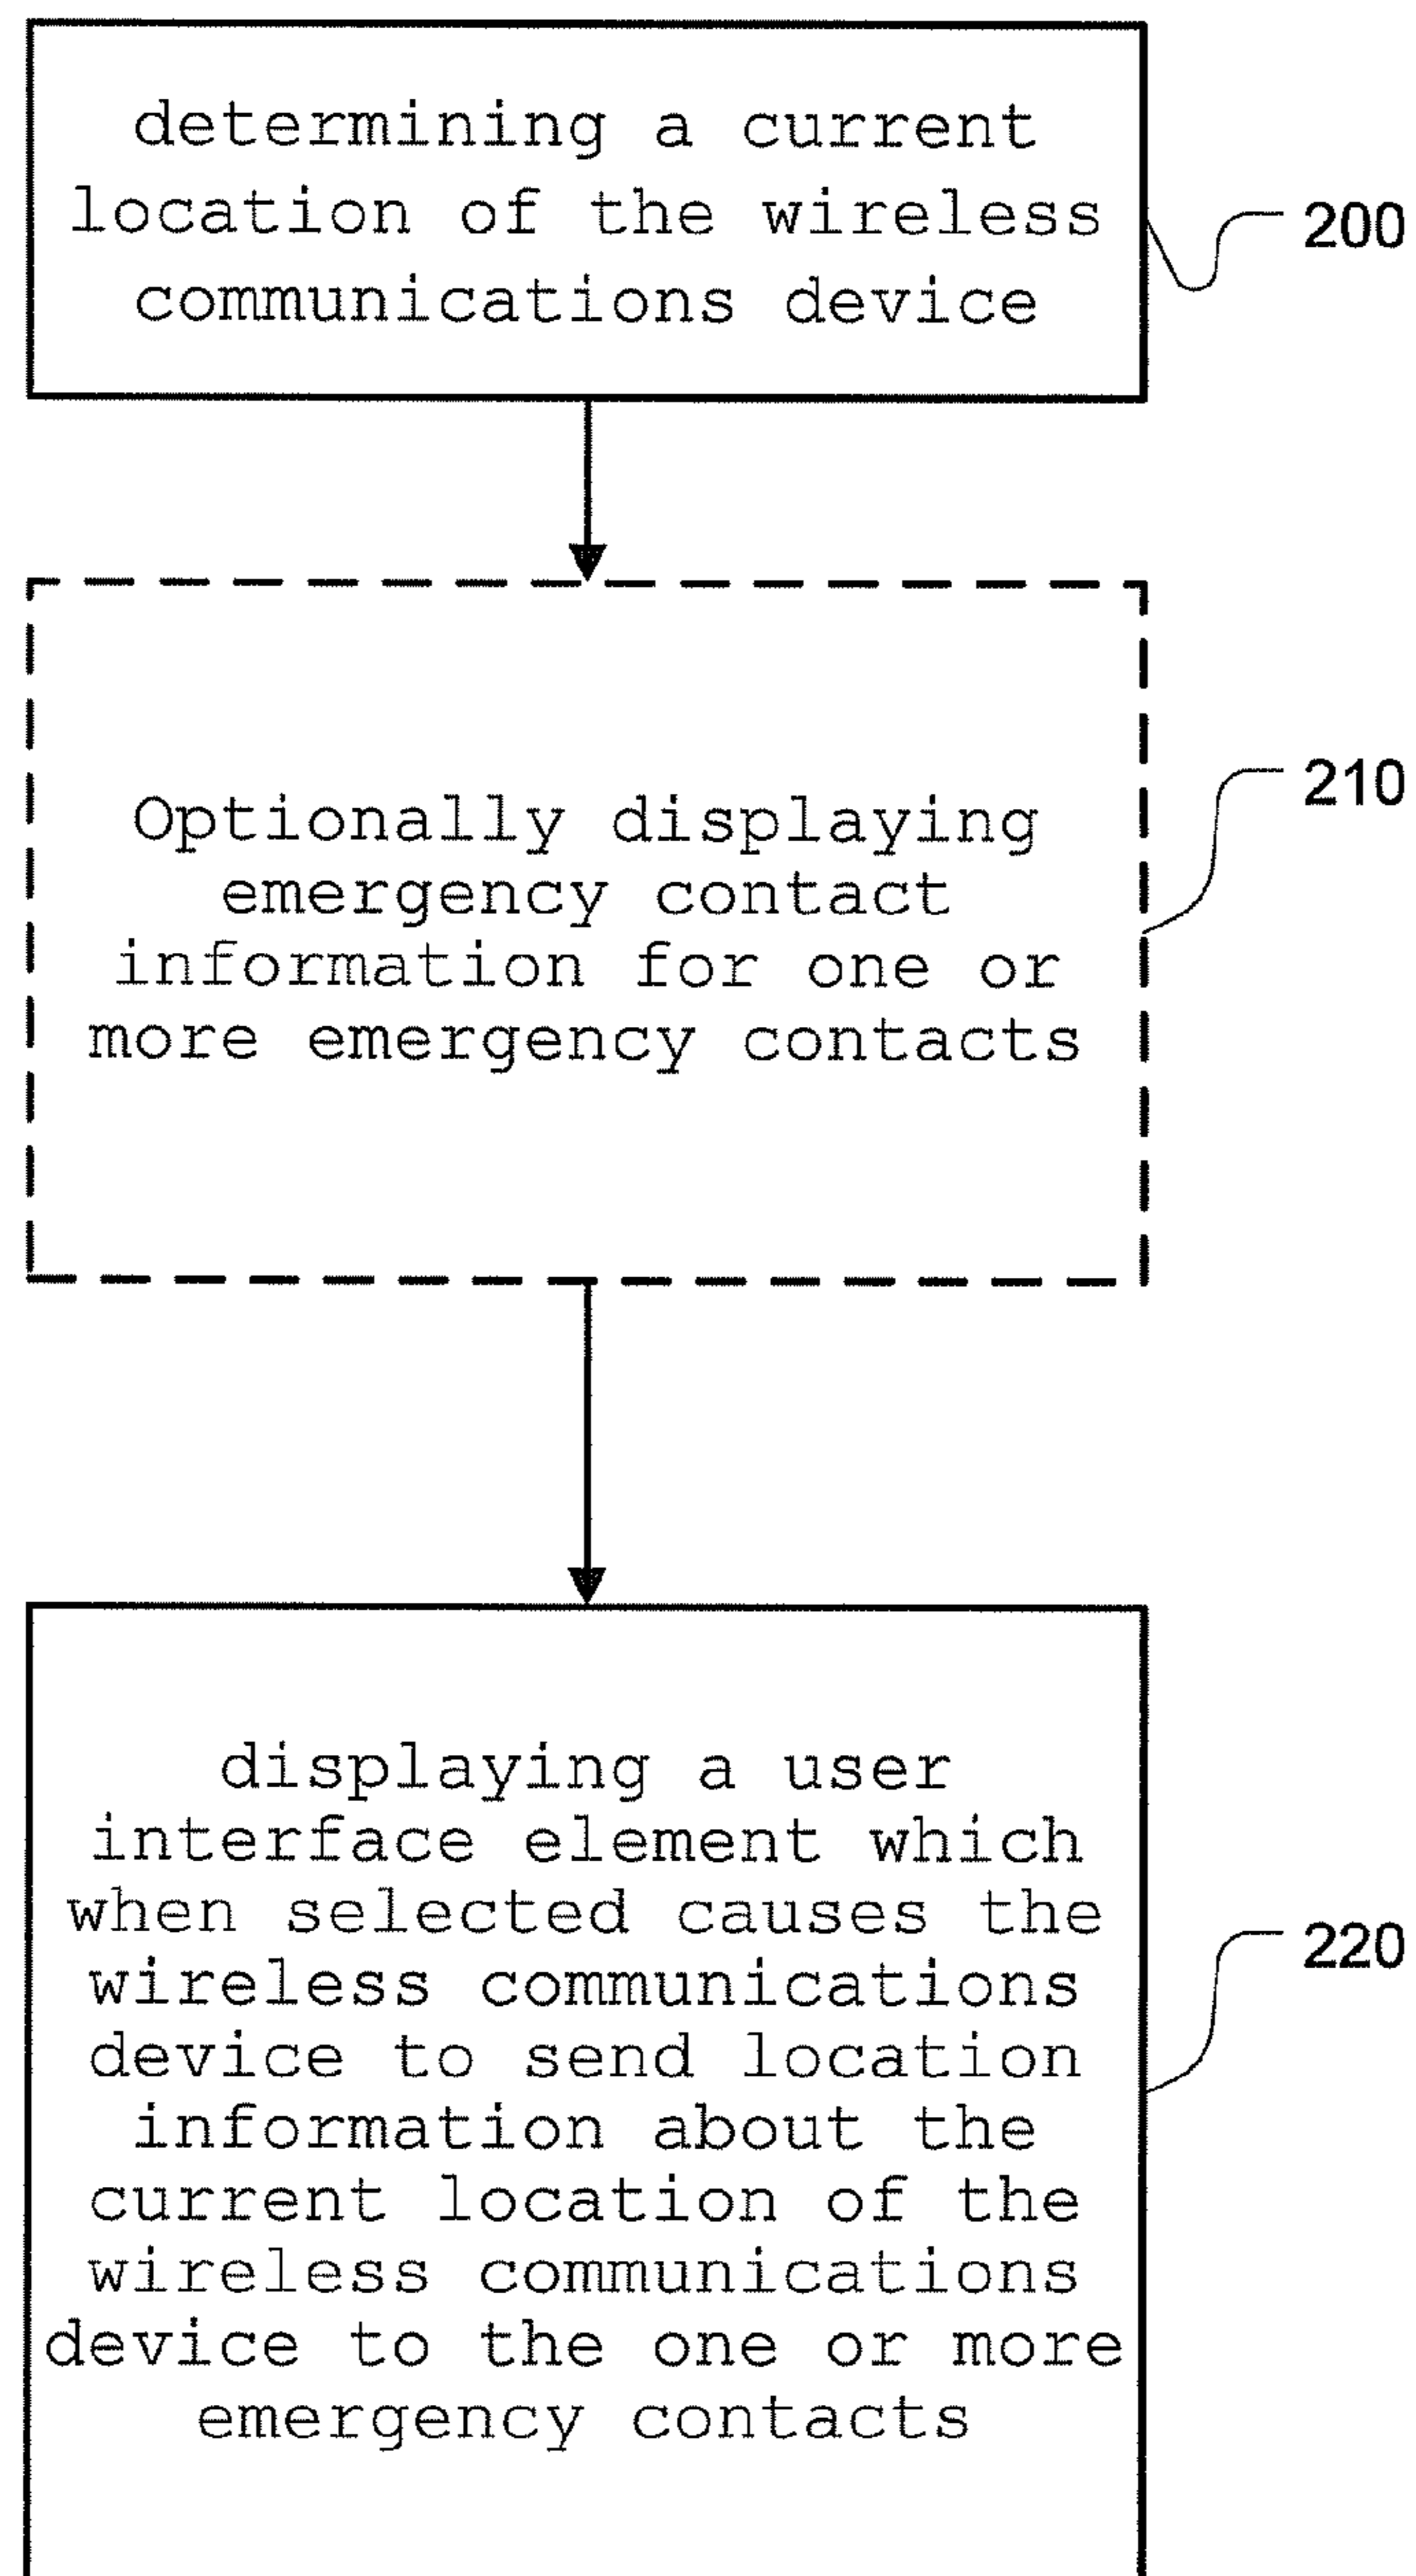 determining a current
location of the wireless
communications device
200
Optionally displaying
emergency contact
information for one or
more emergency contacts
210
displaying a user
interface element which
when selected causes the
wireless communications
device to send location
information about the
current location of the
wireless communications
device to the one or more
emergency contacts
220